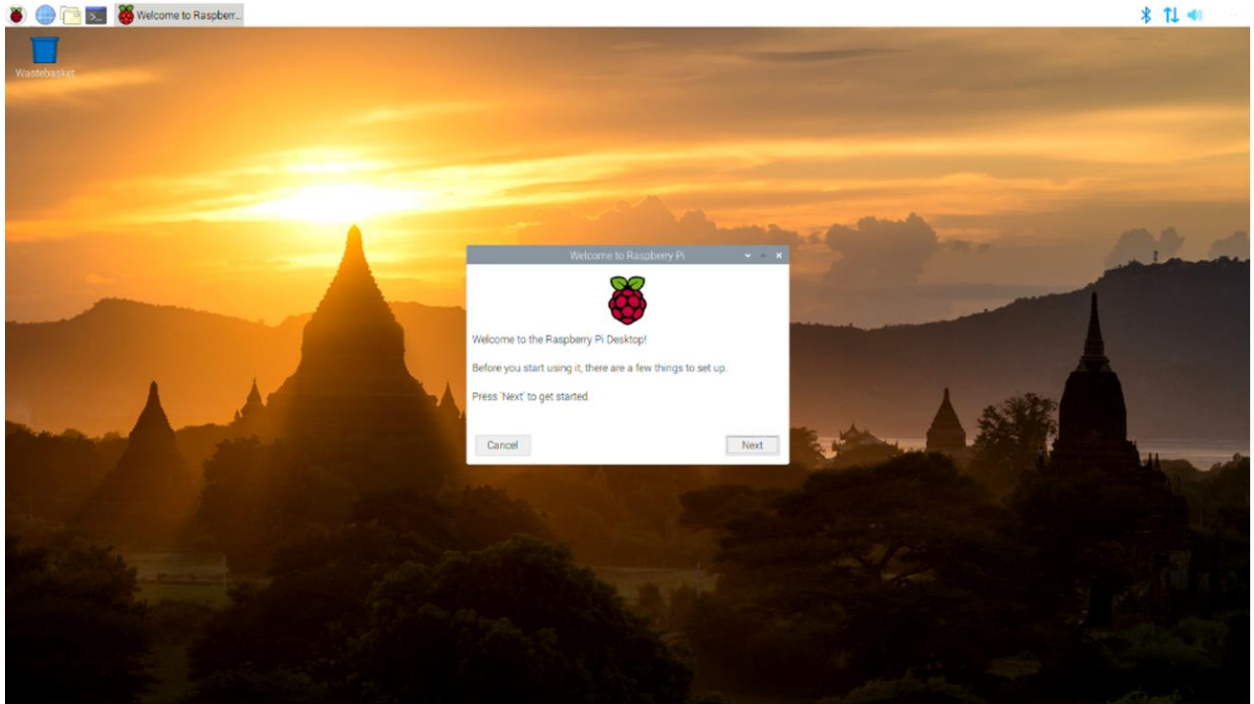 Welcome to Raspberr...
Wastebasket
Welcome to Raspberry Pi
Welcome to the Raspberry Pi Desktop!
Before you start using it, there are a few things to set up.
Press 'Next' to get started.
Cancel
Next